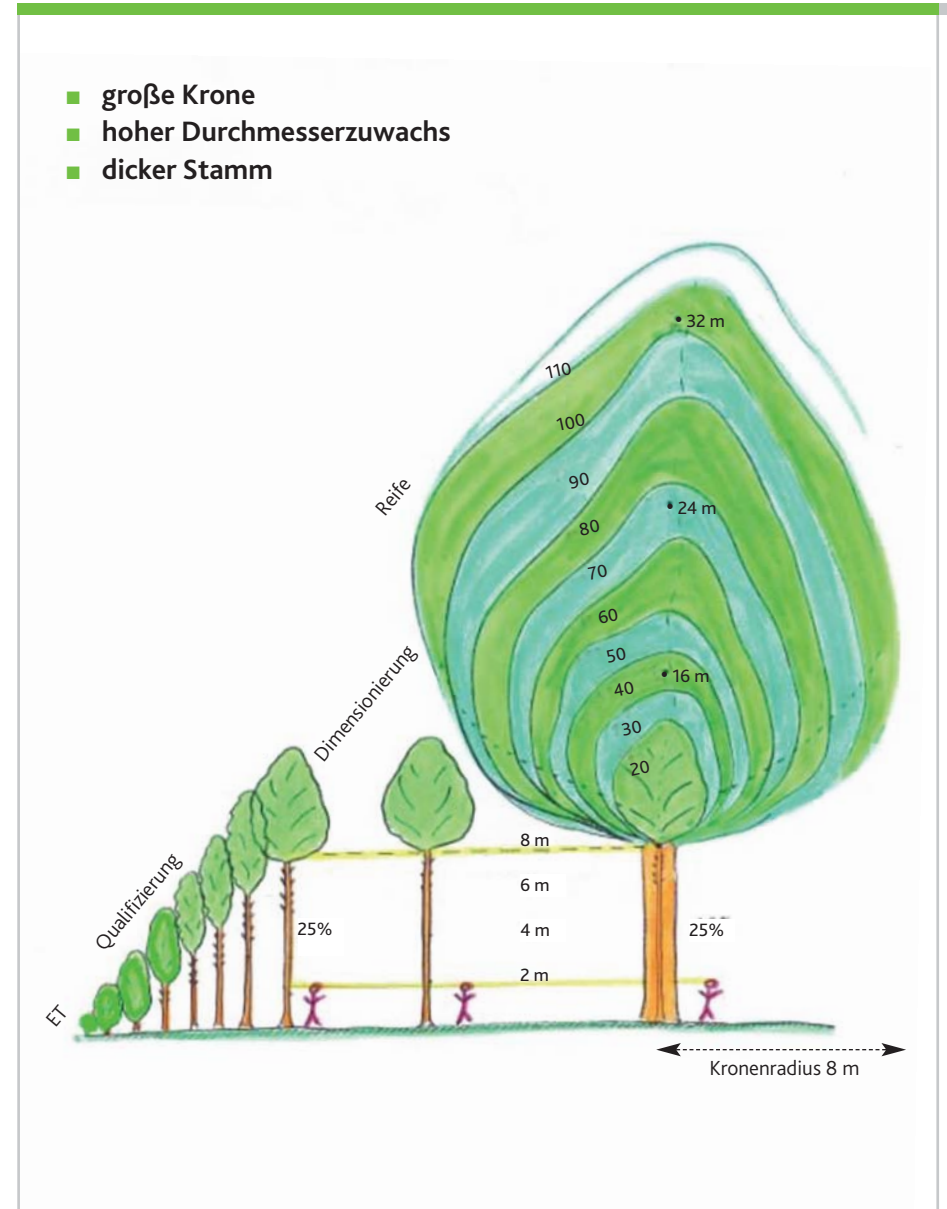 große Krone
hoher Durchmesserzuwachs
dicker Stamm
32 m
110
100
90
Reife
24 m
80
70
60
50
16 m
40
Dimensionierung
30
20
8 m
6 m
Qualifizierung
25%
4 m
25%
2 m
ET
Kronenradius 8 m